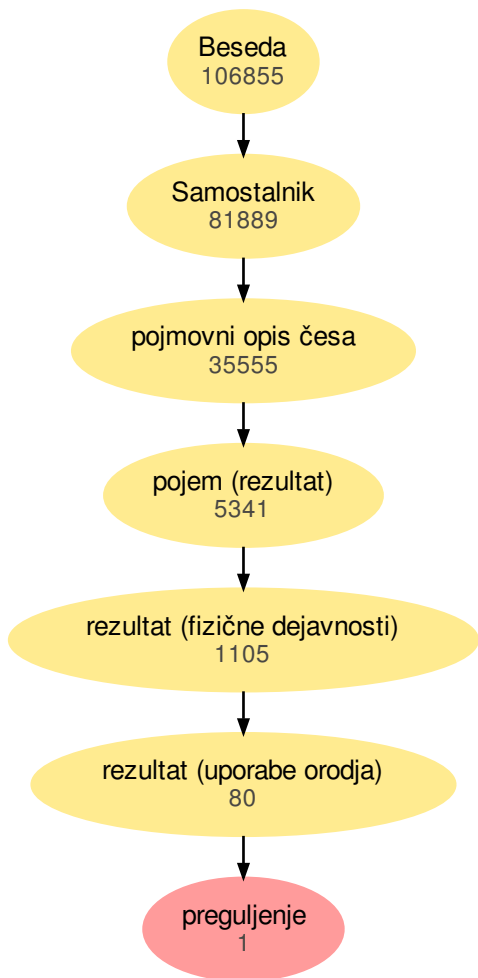 Beseda
106855
Samostalnik
81889
pojmovni opis česa
35555
pojem (rezultat)
5341
rezultat (fizične dejavnosti)
1105
rezultat (uporabe orodja)
80
preguljenje
1